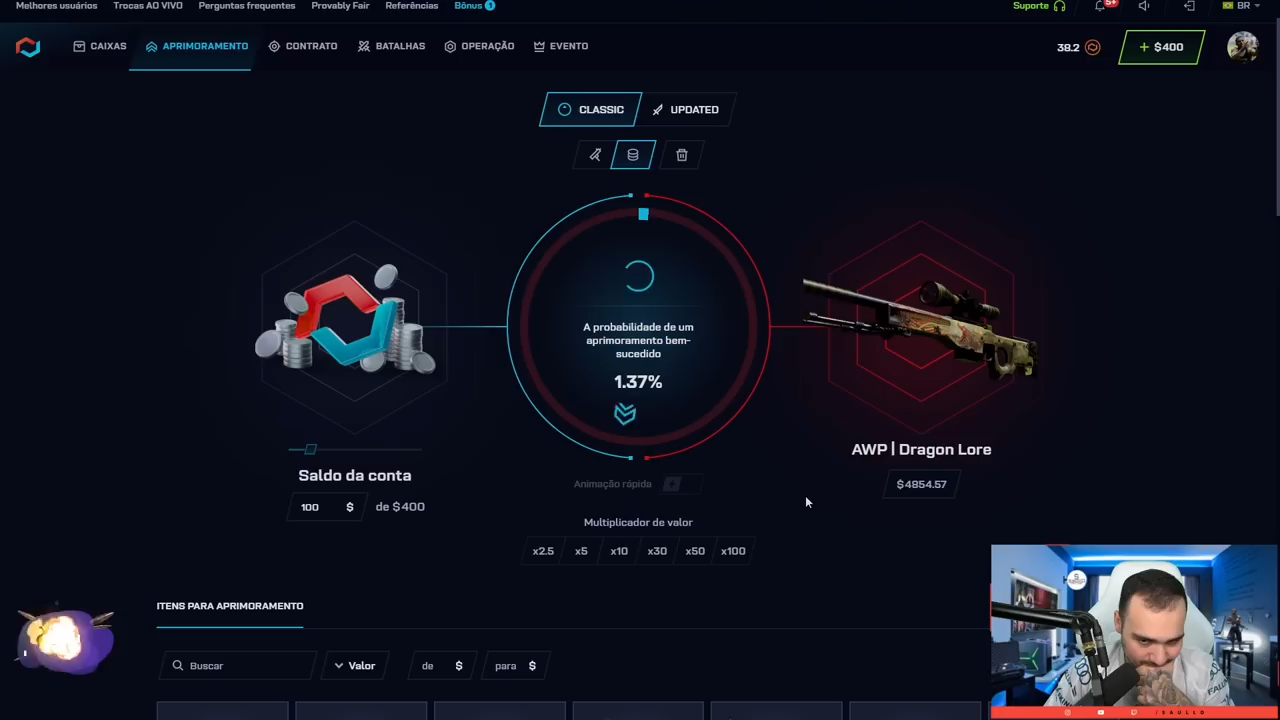 Melhores usuários Trocas AO VIVO Perguntas frequentes Provably Fair Referências Bônus 1 Suporte 5+ BR
CAIXAS APRIMORAMENTO CONTRATO BATALHAS OPERAÇÃO EVENTO 38.2 + $400
CLASSIC UPDATED
A probabilidade de um
aprimoramento bem-
sucedido
1.37%
AWP | Dragon Lore
$4854.57
Saldo da conta
100 $ de $400
Animação rápida
Multiplicador de valor
x2.5 x5 x10 x30 x50 x100
ITENS PARA APRIMORAMENTO
Buscar Valor de $ para $
/SAULLO